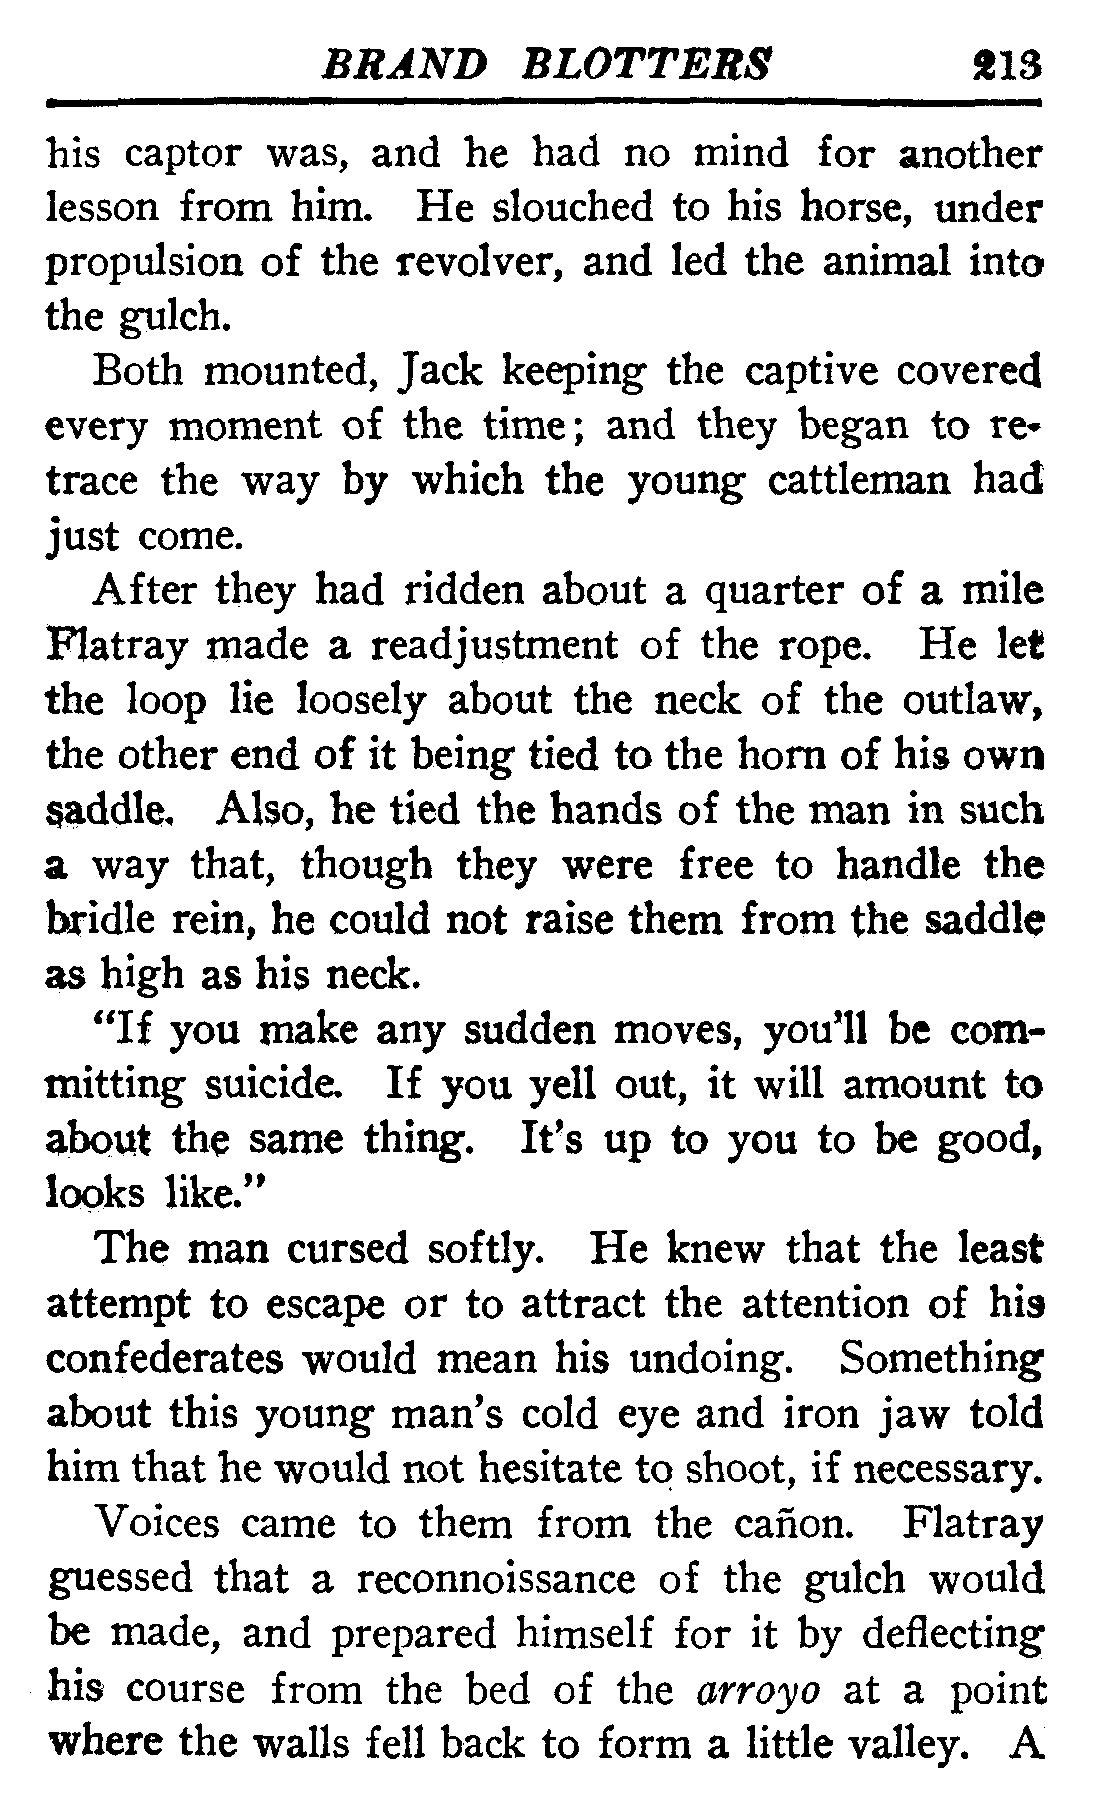 BRAND BLOTTERS 213
his captor was, and he had no mind for another
lesson from him. He slouched to his horse, under
propulsion of the revolver, and led the animal into
the gulch.
Both mounted, Jack keeping the captive covered
every moment of the time; and they began to re-
trace the way by which the young cattleman had
just come.
After they had ridden about a quarter of a mile
Flatray made a readjustment of the rope. He let
the loop lie loosely about the neck of the outlaw,
the other end of it being tied to the horn of his own
saddle. Also, he tied the hands of the man in such
a way that, though they were free to handle the
bridle rein, he could not raise them from the saddle
as high as his neck.
"If you make any sudden moves, you'll be com-
mitting suicide. If you yell out, it will amount to
about the same thing. It's up to you to be good,
looks like."
The man cursed softly. He knew that the least
attempt to escape or to attract the attention of his
confederates would mean his undoing. Something
about this young man's cold eye and iron jaw told
him that he would not hesitate to shoot, if necessary.
Voices came to them from the cañon. Flatray
guessed that a reconnoissance of the gulch would
be made, and prepared himself for it by deflecting
his course from the bed of the arroyo at a point
where the walls fell back to form a little valley. A